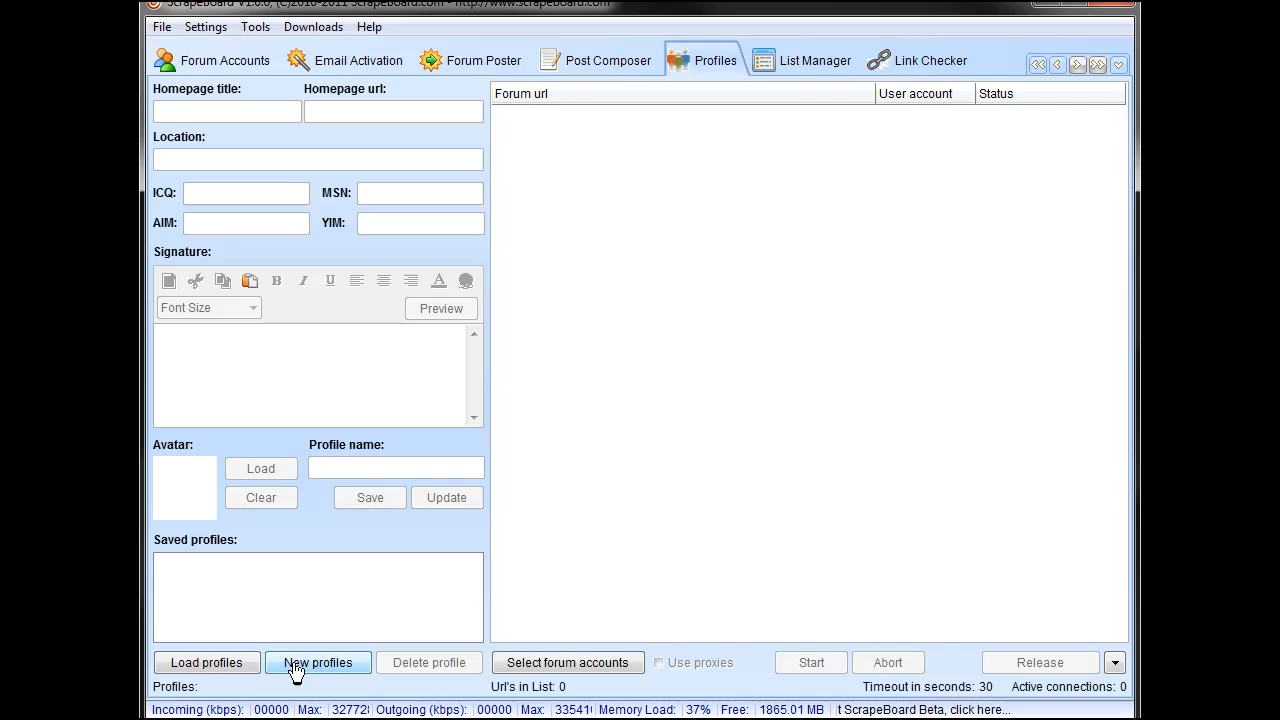 ScrapeBoard V1.0.0, (C)2010-2011 ScrapeBoard.com - http://www.scrapeboard.com
File Settings Tools Downloads Help
Forum Accounts Email Activation Forum Poster Post Composer Profiles List Manager Link Checker
Homepage title: Homepage url:
Forum url User account Status
Location:
ICQ: MSN:
AIM: YIM:
Signature:
B I U A
Font Size Preview
Avatar: Profile name:
Load
Clear Save Update
Saved profiles:
Load profiles New profiles Delete profile Select forum accounts Use proxies Start Abort Release
Profiles: Url's in List: 0 Timeout in seconds: 30 Active connections: 0
Incoming (kbps): 00000 Max: 32772 Outgoing (kbps): 00000 Max: 33541 Memory Load: 37% Free: 1865.01 MB t ScrapeBoard Beta, click here...